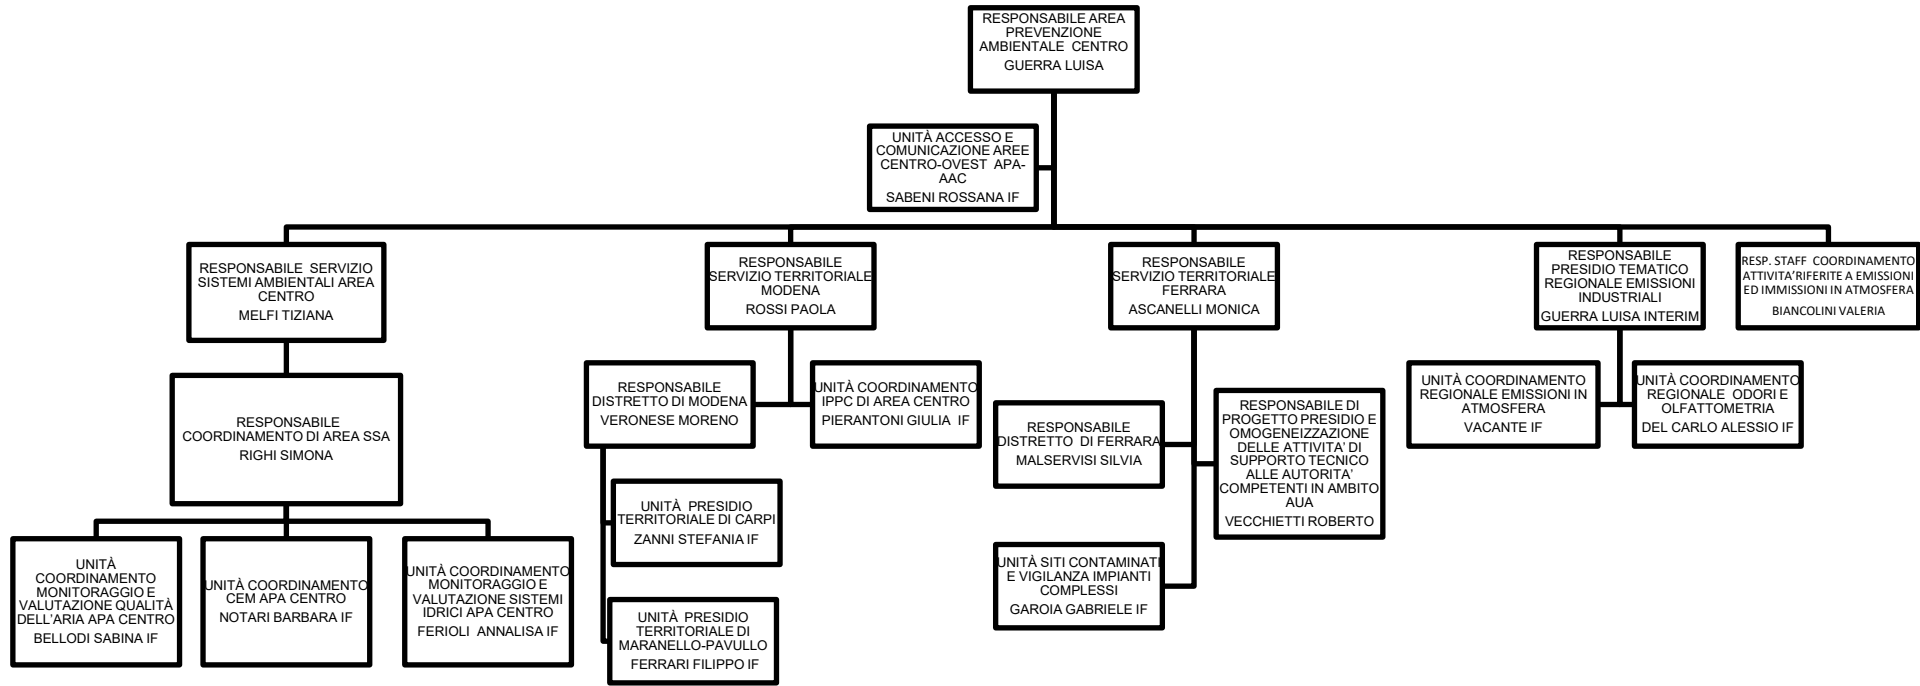 RESPONSABILE AREA
PREVENZIONE
AMBIENTALE CENTRO
GUERRA LUISA
UNITÀ ACCESSO E
COMUNICAZIONE AREE
CENTRO-OVEST APA-
AAC
SABENI ROSSANA IF
RESPONSABILE SERVIZIO
SISTEMI AMBIENTALI AREA
CENTRO
MELFI TIZIANA
RESPONSABILE
SERVIZIO TERRITORIALE
MODENA
ROSSI PAOLA
RESPONSABILE
SERVIZIO TERRITORIALE
FERRARA
ASCANELLI MONICA
RESPONSABILE
PRESIDIO TEMATICO
REGIONALE EMISSIONI
INDUSTRIALI
GUERRA LUISA INTERIM
RESP. STAFF COORDINAMENTO
ATTIVITA'RIFERITE A EMISSIONI
ED IMMISSIONI IN ATMOSFERA
BIANCOLINI VALERIA
RESPONSABILE
COORDINAMENTO DI AREA SSA
RIGHI SIMONA
RESPONSABILE
DISTRETTO DI MODENA
VERONESE MORENO
UNITÀ COORDINAMENTO
IPPC DI AREA CENTRO
PIERANTONI GIULIA IF
RESPONSABILE
DISTRETTO DI FERRARA
MALSERVISI SILVIA
RESPONSABILE DI
PROGETTO PRESIDIO E
OMOGENEIZZAZIONE
DELLE ATTIVITA' DI
SUPPORTO TECNICO
ALLE AUTORITA'
COMPETENTI IN AMBITO
AUA
VECCHIETTI ROBERTO
UNITÀ COORDINAMENTO
REGIONALE EMISSIONI IN
ATMOSFERA
VACANTE IF
UNITÀ COORDINAMENTO
REGIONALE ODORI E
OLFATTOMETRIA
DEL CARLO ALESSIO IF
UNITÀ
COORDINAMENTO
MONITORAGGIO E
VALUTAZIONE QUALITÀ
DELL'ARIA APA CENTRO
BELLODI SABINA IF
UNITÀ COORDINAMENTO
CEM APA CENTRO
NOTARI BARBARA IF
UNITÀ COORDINAMENTO
MONITORAGGIO E
VALUTAZIONE SISTEMI
IDRICI APA CENTRO
FERIOLI ANNALISA IF
UNITÀ PRESIDIO
TERRITORIALE DI CARPI
ZANNI STEFANIA IF
UNITÀ PRESIDIO
TERRITORIALE DI
MARANELLO-PAVULLO
FERRARI FILIPPO IF
UNITÀ SITI CONTAMINATI
E VIGILANZA IMPIANTI
COMPLESSI
GAROIA GABRIELE IF